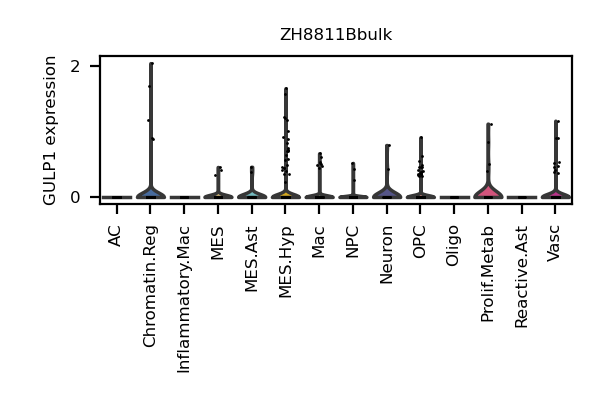 ZH8811Bbulk
GULP1 expression
2
0
AC
Chromatin.Reg
Inflammatory.Mac
MES
MES.Ast
MES.Hyp
Mac
NPC
Neuron
OPC
Oligo
Prolif.Metab
Reactive.Ast
Vasc